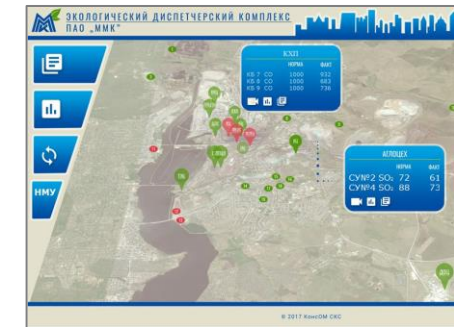 ЭКОЛОГИЧЕСКИЙ ДИСПЕТЧЕРСКИЙ КОМПЛЕКС
ПАО „ММК"
КХП
НОРМА ФАКТ
КБ 7 CO 1000 932
КБ 8 CO 1000 683
КБ 9 CO 1000 736
АГЛОЦЕХ
НОРМА ФАКТ
СУ№2 SO₂ 72 61
СУ№4 SO₂ 88 73
НМУ
© 2017 КонсОМ СКС